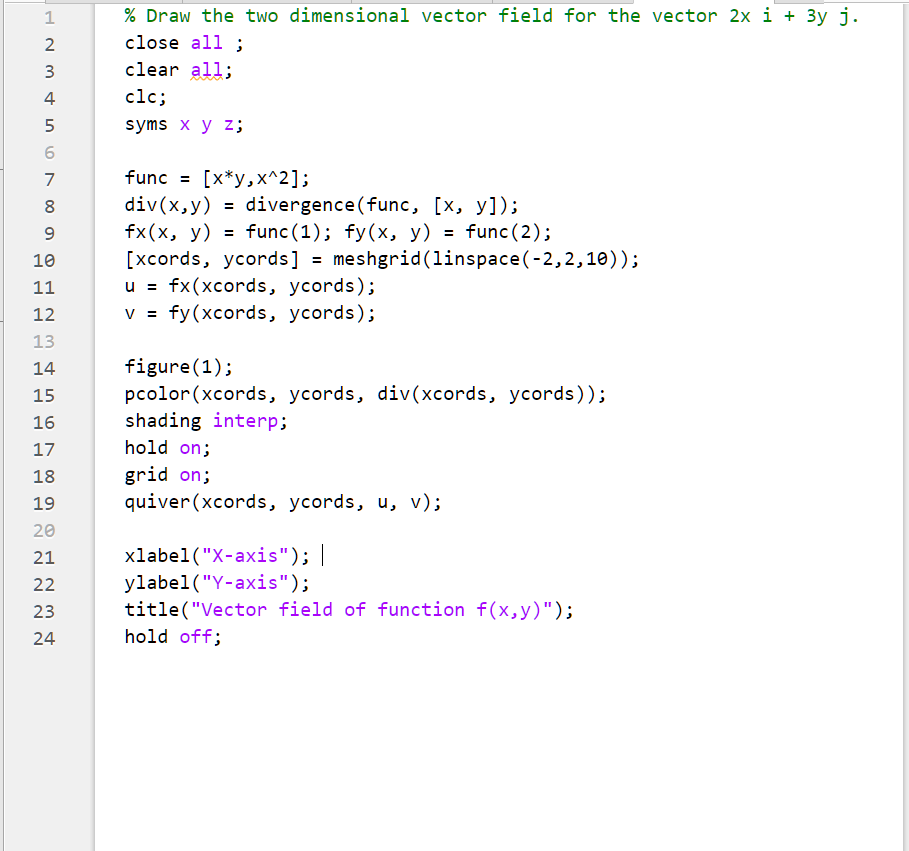 1 % Draw the two dimensional vector field for the vector 2x i + 3y j.
2 close all ;
3 clear all;
4 clc;
5 syms x y z;
6
7 func = [x*y,x^2];
8 div(x,y) = divergence(func, [x, y]);
9 fx(x, y) = func(1); fy(x, y) = func(2);
10 [xcords, ycords] = meshgrid(linspace(-2,2,10));
11 u = fx(xcords, ycords);
12 v = fy(xcords, ycords);
13
14 figure(1);
15 pcolor(xcords, ycords, div(xcords, ycords));
16 shading interp;
17 hold on;
18 grid on;
19 quiver(xcords, ycords, u, v);
20
21 xlabel("X-axis");
22 ylabel("Y-axis");
23 title("Vector field of function f(x,y)");
24 hold off;